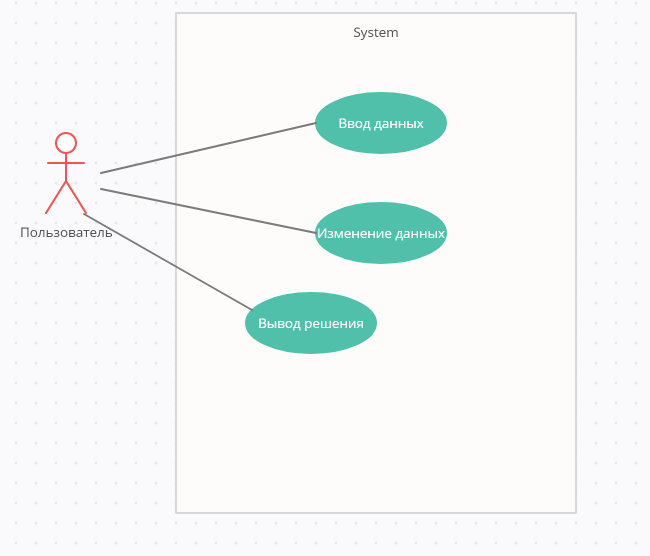 System
Ввод данных
Пользователь
Изменение данных
Вывод решения